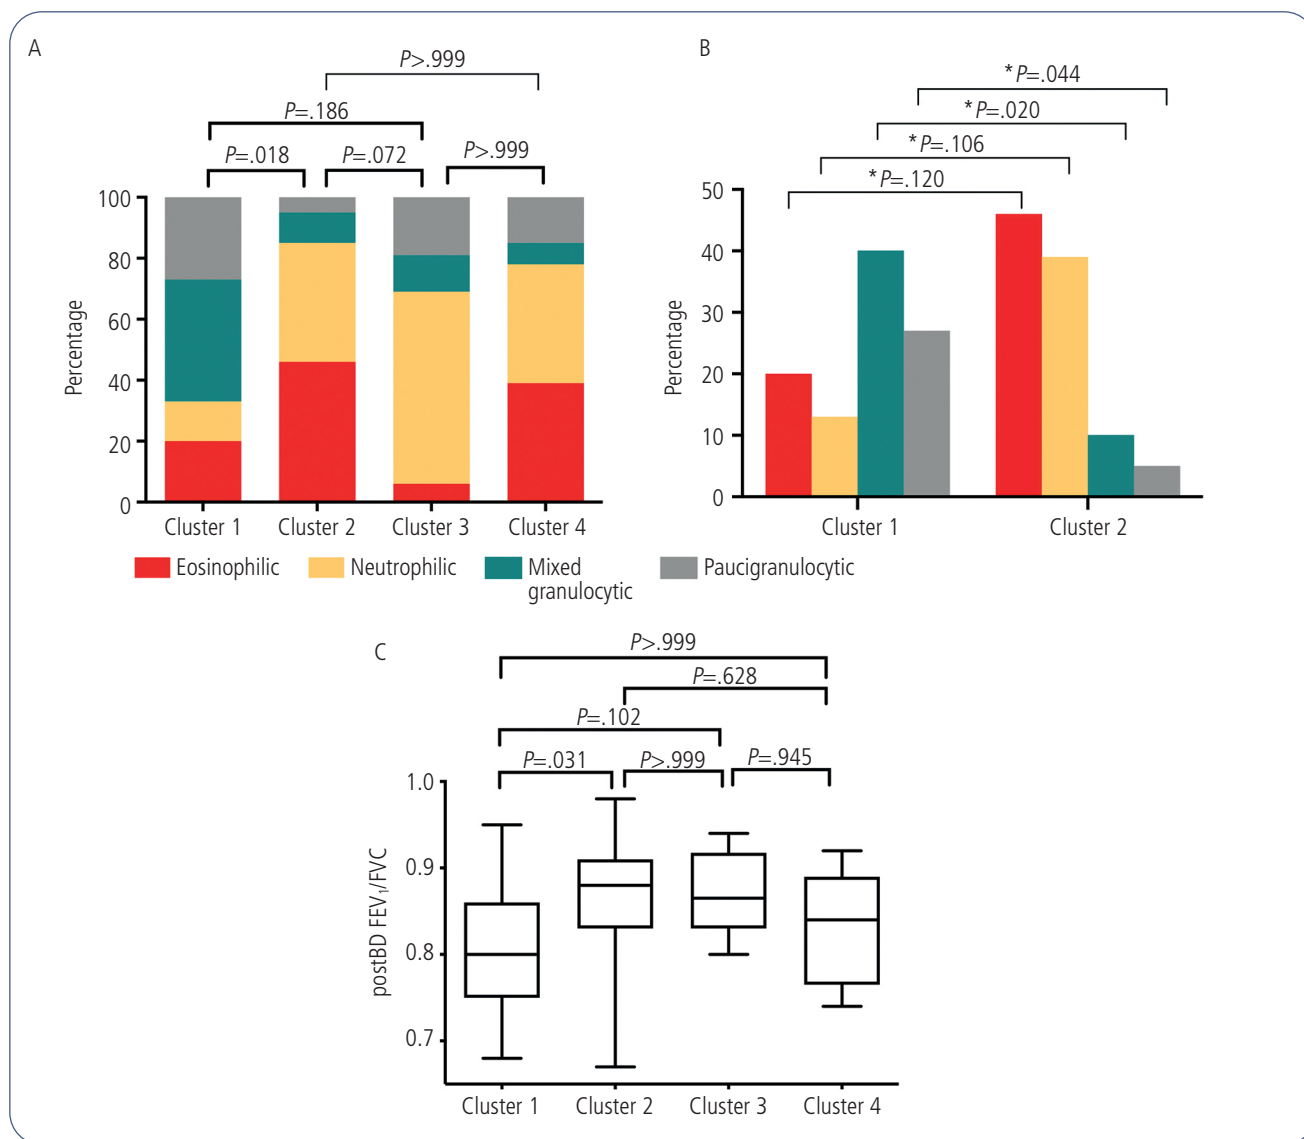 A
P>.999
P=.186
P=.018
P=.072
P>.999
100
80
60
40
20
0
Percentage
Cluster 1
Cluster 2
Cluster 3
Cluster 4
B
*P=.044
*P=.020
*P=.106
*P=.120
50
40
30
20
10
0
Percentage
Cluster 1
Cluster 2
Eosinophilic
Neutrophilic
Mixed
granulocytic
Paucigranulocytic
C
P>.999
P=.628
P=.102
P=.031
P>.999
P=.945
1.0
0.9
0.8
0.7
postBD FEV₁/FVC
Cluster 1
Cluster 2
Cluster 3
Cluster 4